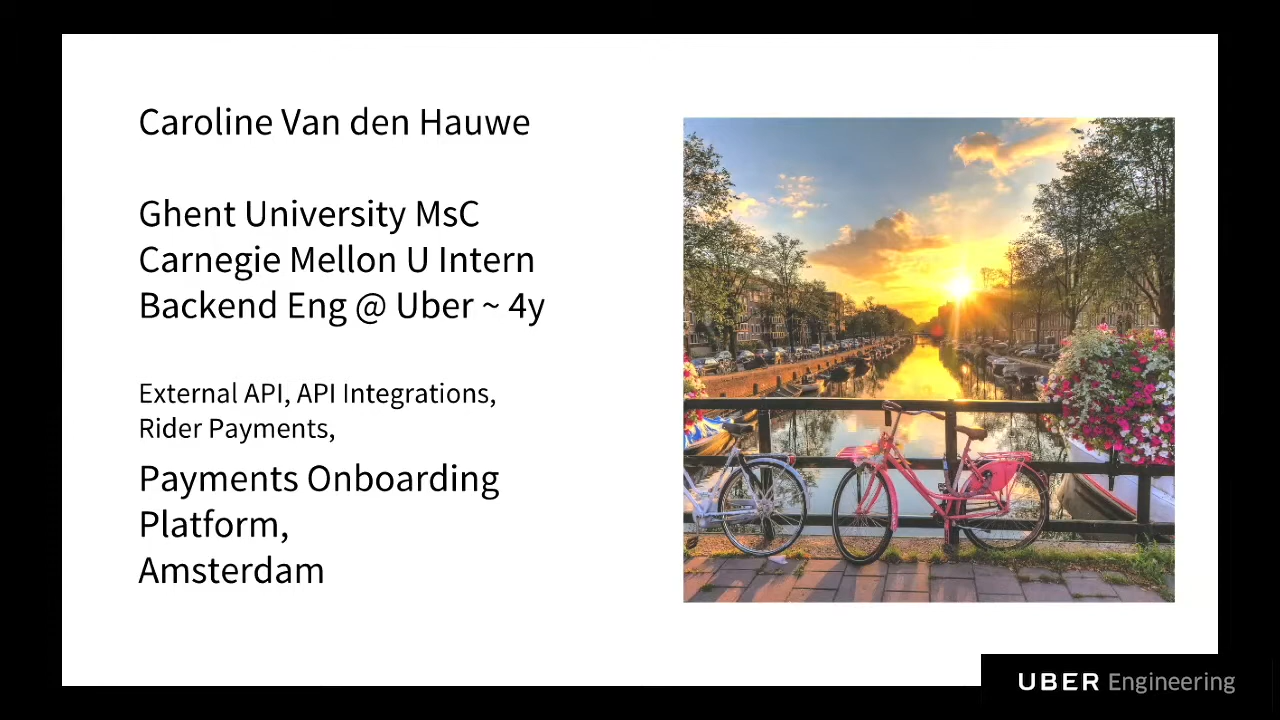 Caroline Van den Hauwe
Ghent University MsC
Carnegie Mellon U Intern
Backend Eng @ Uber ~ 4y
External API, API Integrations,
Rider Payments,
Payments Onboarding
Platform,
Amsterdam
UBER Engineering